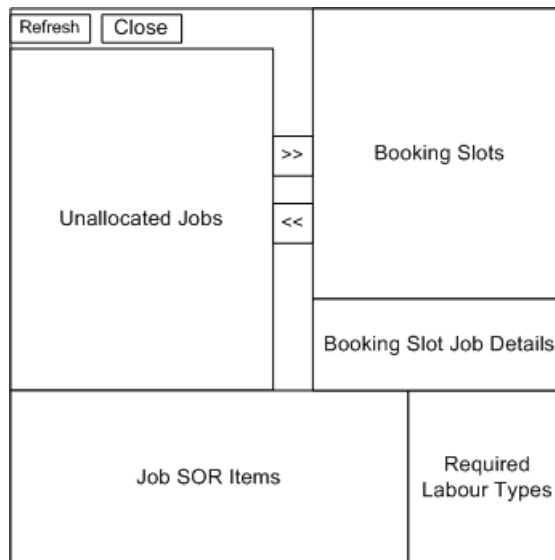 Refresh
Close
>>
Booking Slots
Unallocated Jobs
<<
Booking Slot Job Details
Job SOR Items
Required
Labour Types